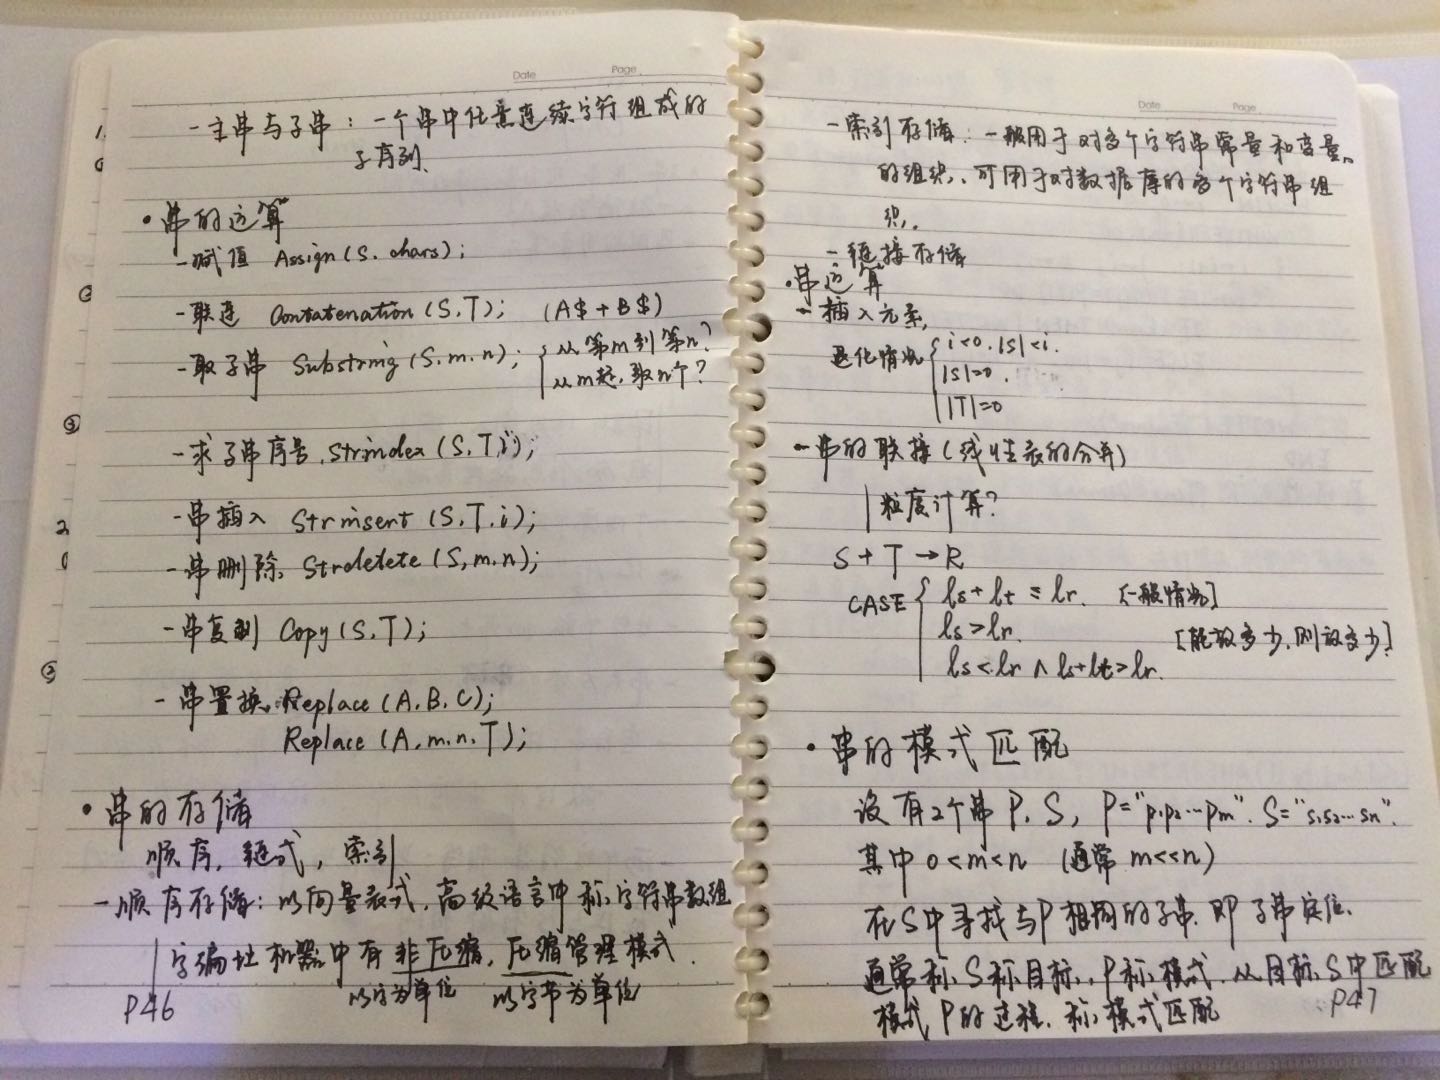 Date Page
- 主串与子串：一个串中任意连续字符组成的
子序列.
• 串的运算
- 赋值 Assign(S. chars);
- 联连 Contatenation (S,T); (A$+B$)
- 取子串 Substring(S.m.n); 从第m到第n?
从m起,取n个?
- 求子串序号. Strindex (S,T,i);
- 串插入 Strinsert (S,T,i);
- 串删除. Strdelete (S,m.n);
- 串复制 Copy(S,T);
- 串置换. Replace (A,B,C);
Replace (A,m.n,T);
• 串的存储
顺序, 链式, 索引
- 顺序存储: 以向量表式, 高级语言中称字符串数组
字编址机器中有非压缩, 压缩管理模式.
以字为单位 以字节为单位
P46
Date Page
- 索引存储: 一般用于对多个字符串常量和变量
的组织, 可用于对数据库的多个字符串组
织.
- 链接存储
• 串运算
- 插入元素,
退化情况 { i<0, |S|<i.
|S|=0.
|T|=0
- 串的联接(线性表的合并)
粒度计算?
S + T → R
CASE { ls + lt ≤ lr. [一般情况]
ls > lr. [能放多少,则放多少]
ls < lr ∧ ls+lt > lr.
• 串的模式匹配
设有2个串 P, S, P="p1p2...pm". S="s1s2...sn".
其中 0<m<n (通常 m<<n)
在S中寻找与P相同的子串. 即子串定位.
通常称 S称目标, P称模式. 从目标S中匹配
模式P的过程. 称模式匹配
P47